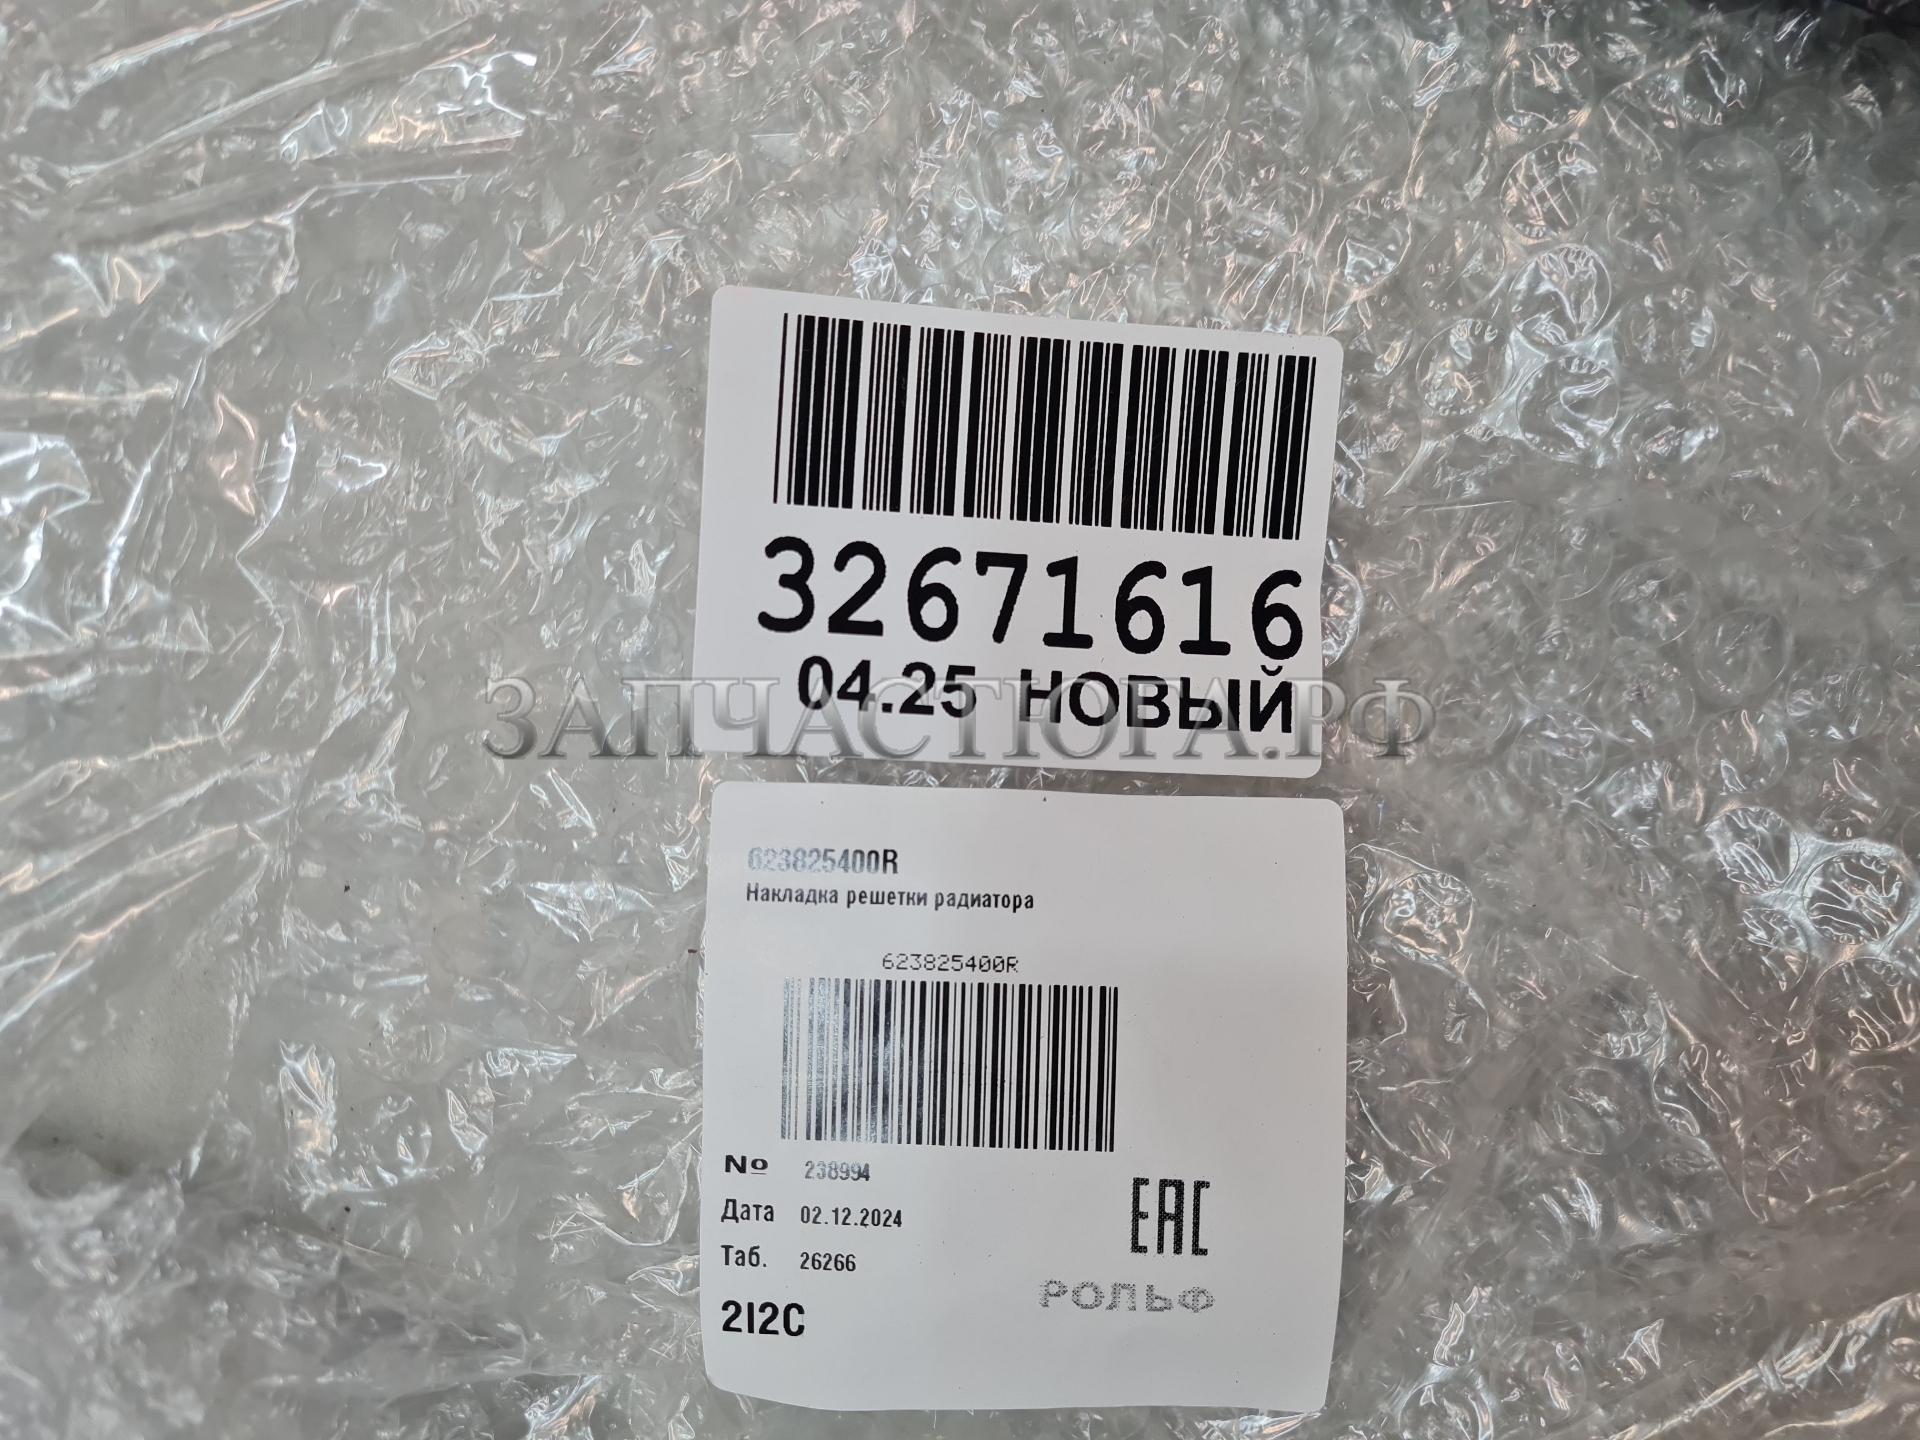 32671616
04.25 НОВЫЙ
ЗАПЧАСТЮГА.РФ
623825400R
Накладка решетки радиатора
623825400R
№ 238994
Дата 02.12.2024
Таб. 26266
2I2C
EAC
РОЛЬФ